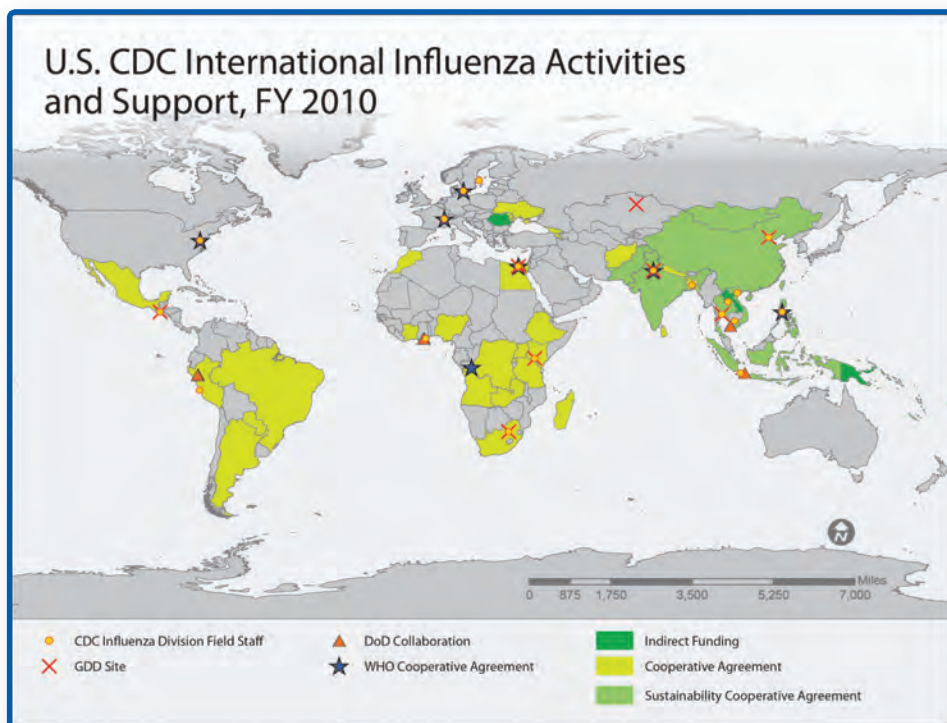 U.S. CDC International Influenza Activities
and Support, FY 2010
N
Miles
0 875 1,750 3,500 5,250 7,000
CDC Influenza Division Field Staff
GDD Site
DoD Collaboration
WHO Cooperative Agreement
Indirect Funding
Cooperative Agreement
Sustainability Cooperative Agreement